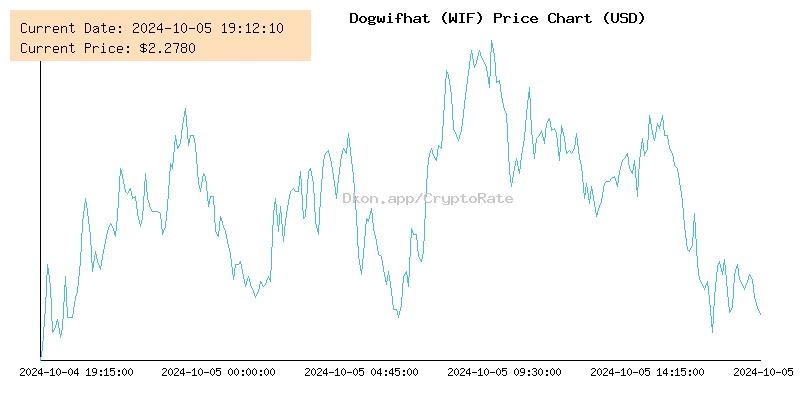 Dogwifhat (WIF) Price Chart (USD)
Current Date: 2024-10-05 19:12:10
Current Price: $2.2780
Dkon.app/CryptoRate
2024-10-04 19:15:00 2024-10-05 00:00:00 2024-10-05 04:45:00 2024-10-05 09:30:00 2024-10-05 14:15:00 2024-10-05